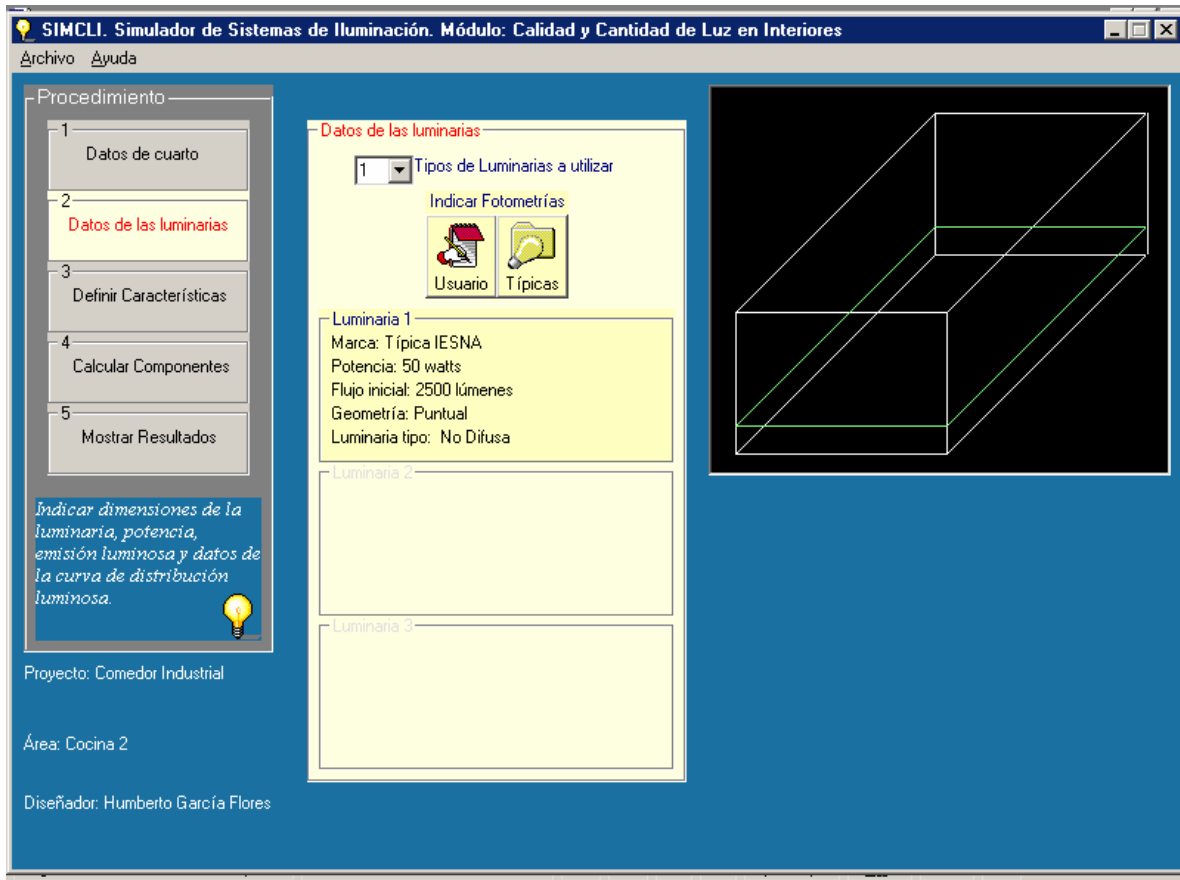 SIMCLI. Simulador de Sistemas de Iluminación. Módulo: Calidad y Cantidad de Luz en Interiores
Archivo Ayuda
Procedimiento
1
Datos de cuarto
2
Datos de las luminarias
3
Definir Características
4
Calcular Componentes
5
Mostrar Resultados
Indicar dimensiones de la
luminaria, potencia,
emisión luminosa y datos de
la curva de distribución
luminosa.
Proyecto: Comedor Industrial
Área: Cocina 2
Diseñador: Humberto García Flores
Datos de las luminarias
1 Tipos de Luminarias a utilizar
Indicar Fotometrías
Usuario Típicas
Luminaria 1
Marca: Típica IESNA
Potencia: 50 watts
Flujo inicial: 2500 lúmenes
Geometría: Puntual
Luminaria tipo: No Difusa
Luminaria 2
Luminaria 3